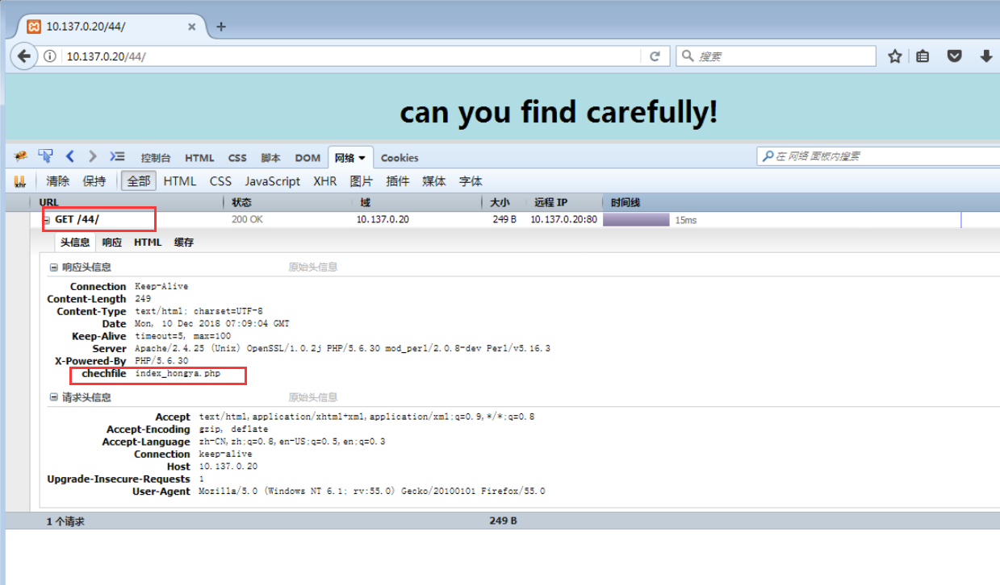 10.137.0.20/44/
10.137.0.20/44/ 搜索
can you find carefully!
控制台 HTML CSS 脚本 DOM 网络 Cookies 在 网络 面板内搜索
清除 保持 全部 HTML CSS JavaScript XHR 图片 插件 媒体 字体
URL 状态 域 大小 远程 IP 时间线
GET /44/ 200 OK 10.137.0.20 249 B 10.137.0.20:80 15ms
头信息 响应 HTML 缓存
响应头信息 原始头信息
Connection Keep-Alive
Content-Length 249
Content-Type text/html; charset=UTF-8
Date Mon, 10 Dec 2018 07:09:04 GMT
Keep-Alive timeout=5, max=100
Server Apache/2.4.25 (Unix) OpenSSL/1.0.2j PHP/5.6.30 mod_perl/2.0.8-dev Perl/v5.16.3
X-Powered-By PHP/5.6.30
chechfile index_hongya.php
请求头信息 原始头信息
Accept text/html,application/xhtml+xml,application/xml;q=0.9,*/*;q=0.8
Accept-Encoding gzip, deflate
Accept-Language zh-CN,zh;q=0.8,en-US;q=0.5,en;q=0.3
Connection keep-alive
Host 10.137.0.20
Upgrade-Insecure-Requests 1
User-Agent Mozilla/5.0 (Windows NT 6.1; rv:55.0) Gecko/20100101 Firefox/55.0
1 个请求 249 B